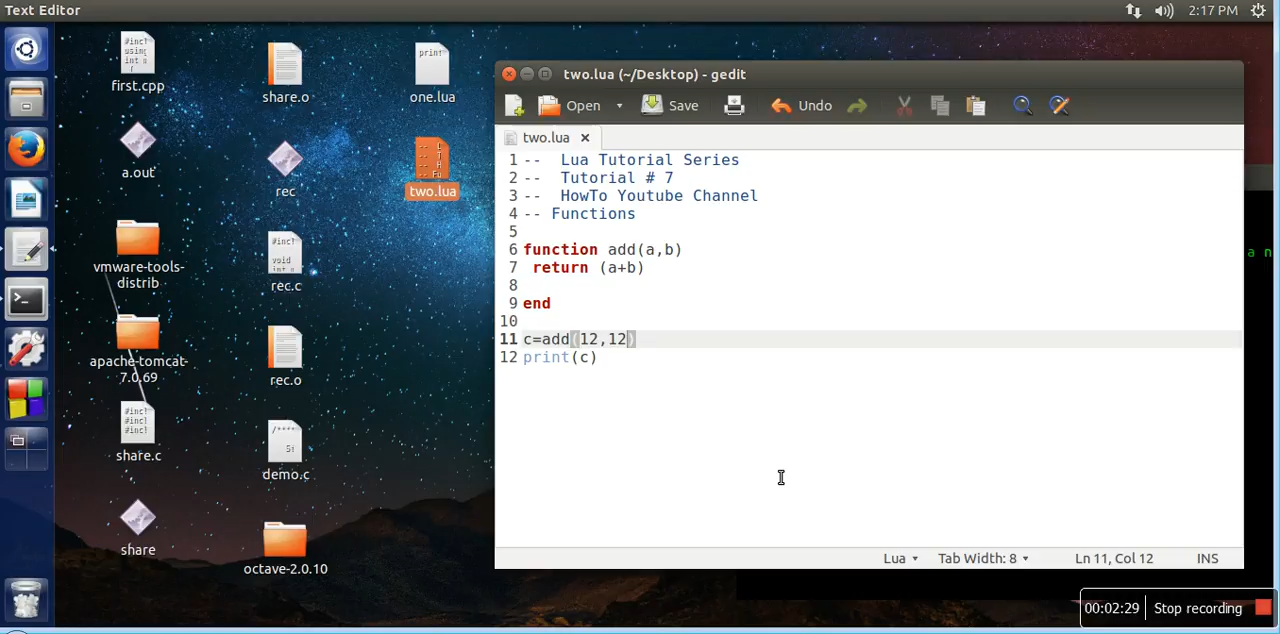 Text Editor
2:17 PM
first.cpp
share.o
one.lua
a.out
rec
two.lua
vmware-tools-
distrib
rec.c
apache-tomcat-
7.0.69
rec.o
share.c
demo.c
share
octave-2.0.10
two.lua (~/Desktop) - gedit
Open
Save
Undo
two.lua
1 --  Lua Tutorial Series
2 --  Tutorial # 7
3 --  HowTo Youtube Channel
4 -- Functions
5
6 function add(a,b)
7  return (a+b)
8
9 end
10
11 c=add(12,12)
12 print(c)
a n
Lua
Tab Width: 8
Ln 11, Col 12
INS
00:02:29
Stop recording